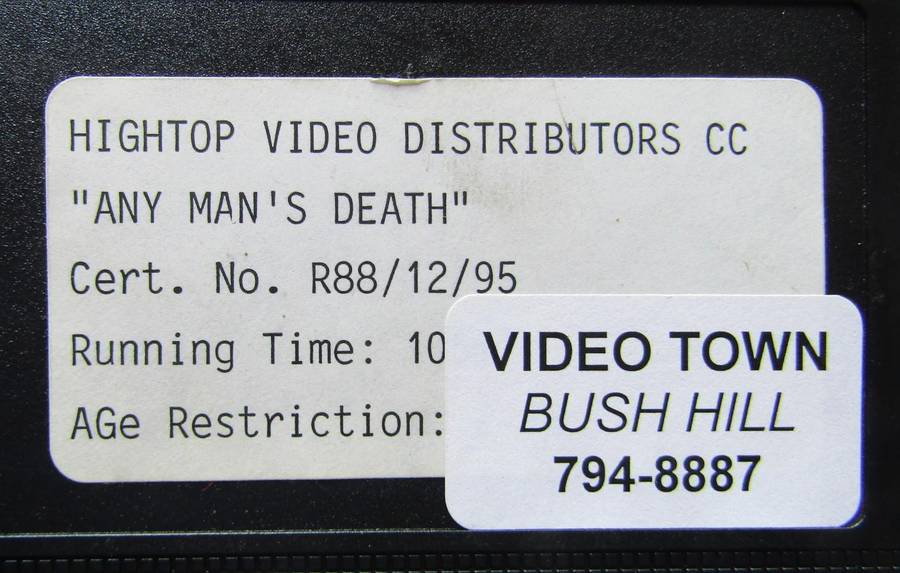 HIGHTOP VIDEO DISTRIBUTORS CC
"ANY MAN'S DEATH"
Cert. No. R88/12/95
Running Time: 10
AGe Restriction:
VIDEO TOWN
BUSH HILL
794-8887